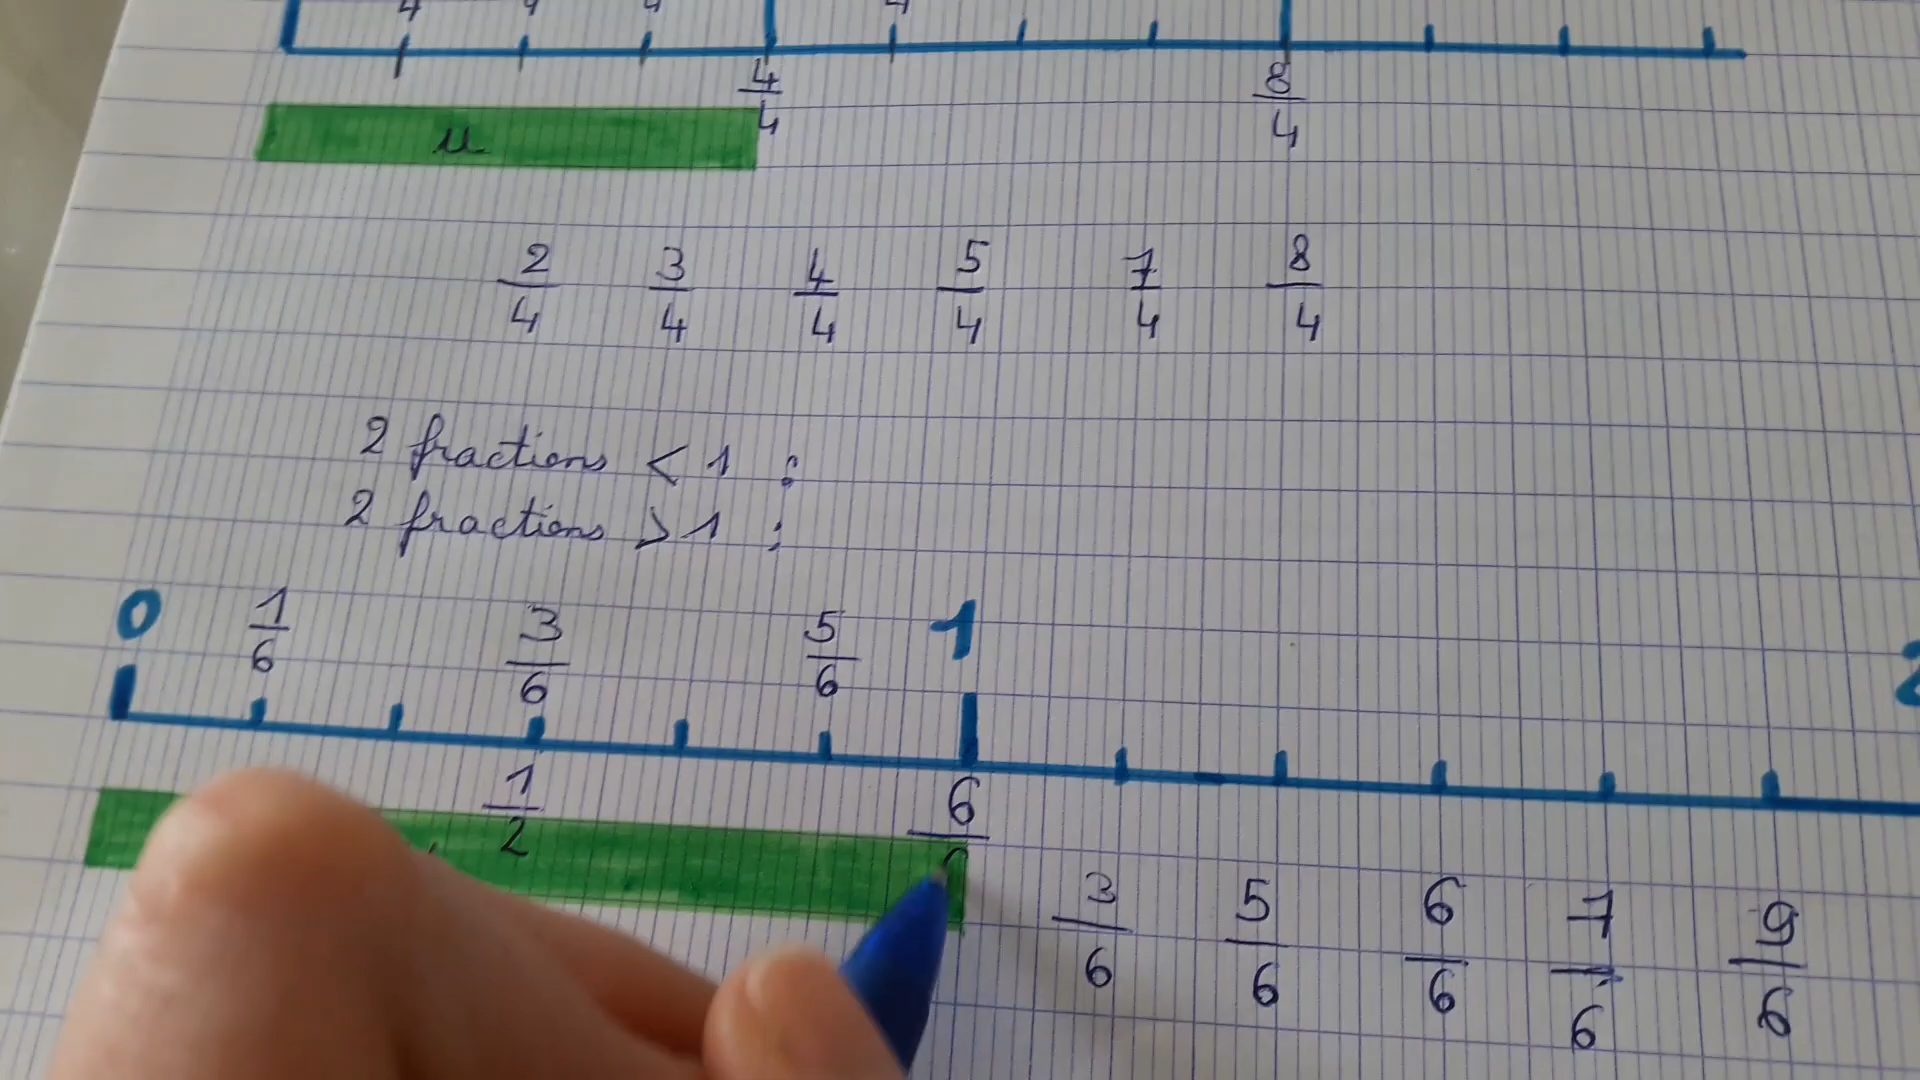 4/4 8/4
u
2/4 3/4 4/4 5/4 7/4 8/4
2 fractions < 1 :
2 fractions > 1 :
0 1/6 3/6 5/6 1
1/2 6/
3/6 5/6 6/6 7/6 9/6